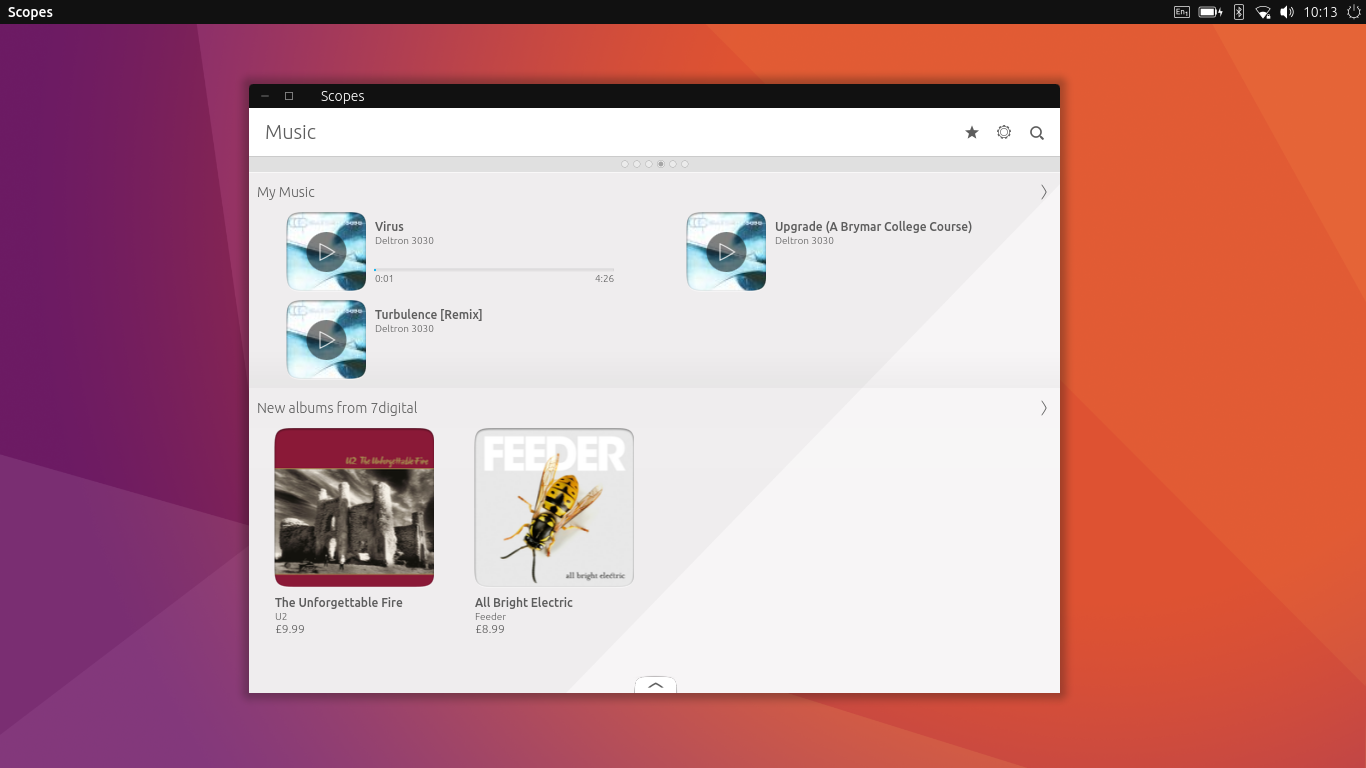 Scopes
En1
10:13
Scopes
Music
My Music
Virus
Deltron 3030
0:01 4:26
Upgrade (A Brymar College Course)
Deltron 3030
Turbulence [Remix]
Deltron 3030
New albums from 7digital
U2 The Unforgettable Fire
FEEDER
all bright electric
The Unforgettable Fire
U2
£9.99
All Bright Electric
Feeder
£8.99